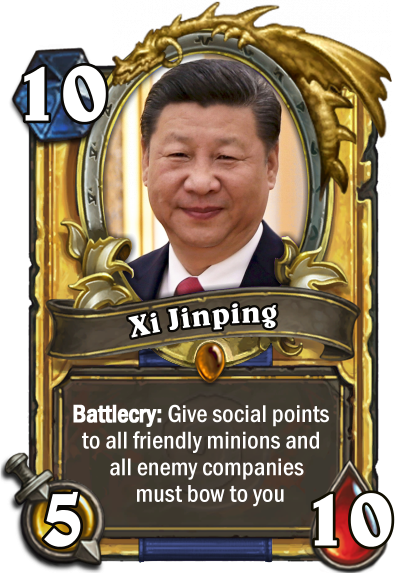 10
Xi Jinping
Battlecry: Give social points
to all friendly minions and
all enemy companies
must bow to you
5
10